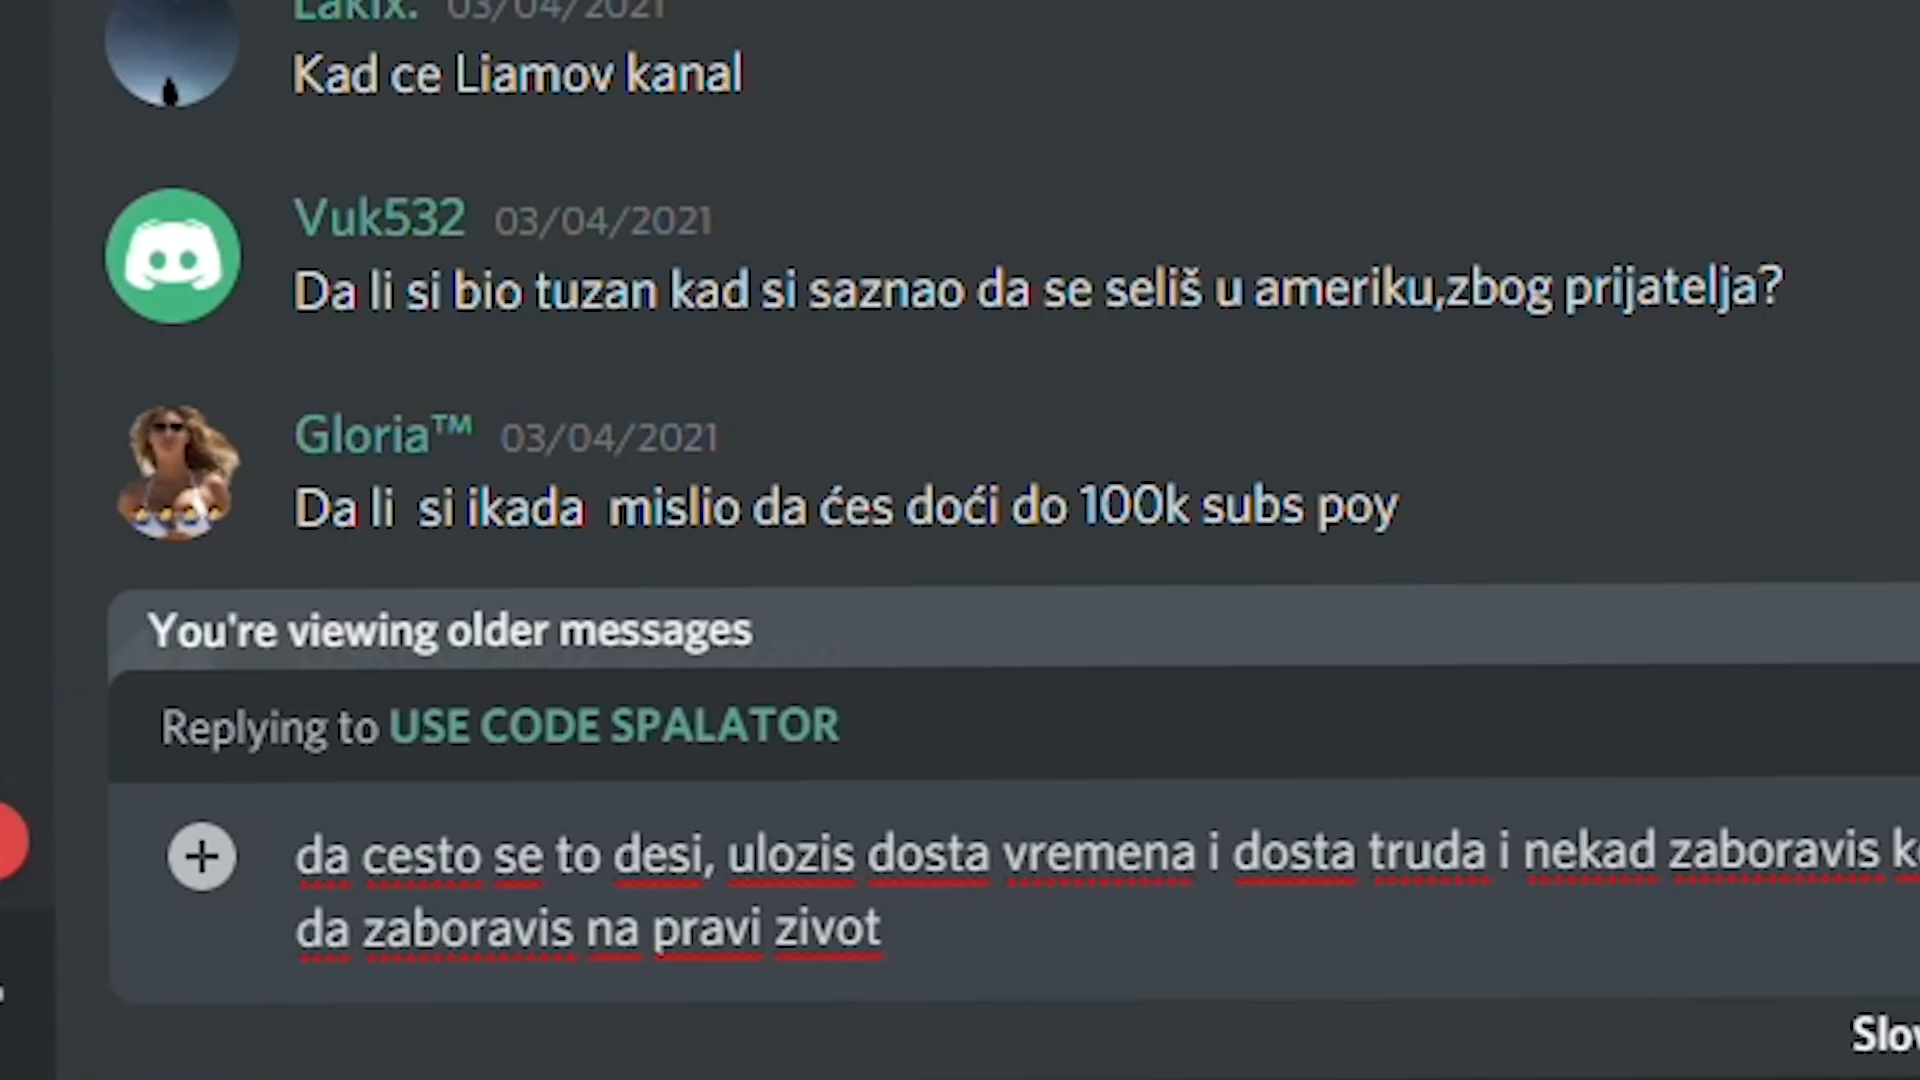 Lakix. 03/04/2021
Kad ce Liamov kanal
Vuk532 03/04/2021
Da li si bio tuzan kad si saznao da se seliš u ameriku,zbog prijatelja?
Gloria™ 03/04/2021
Da li si ikada mislio da ćes doći do 100k subs poy
You're viewing older messages
Replying to USE CODE SPALATOR
da cesto se to desi, ulozis dosta vremena i dosta truda i nekad zaboravis
da zaboravis na pravi zivot